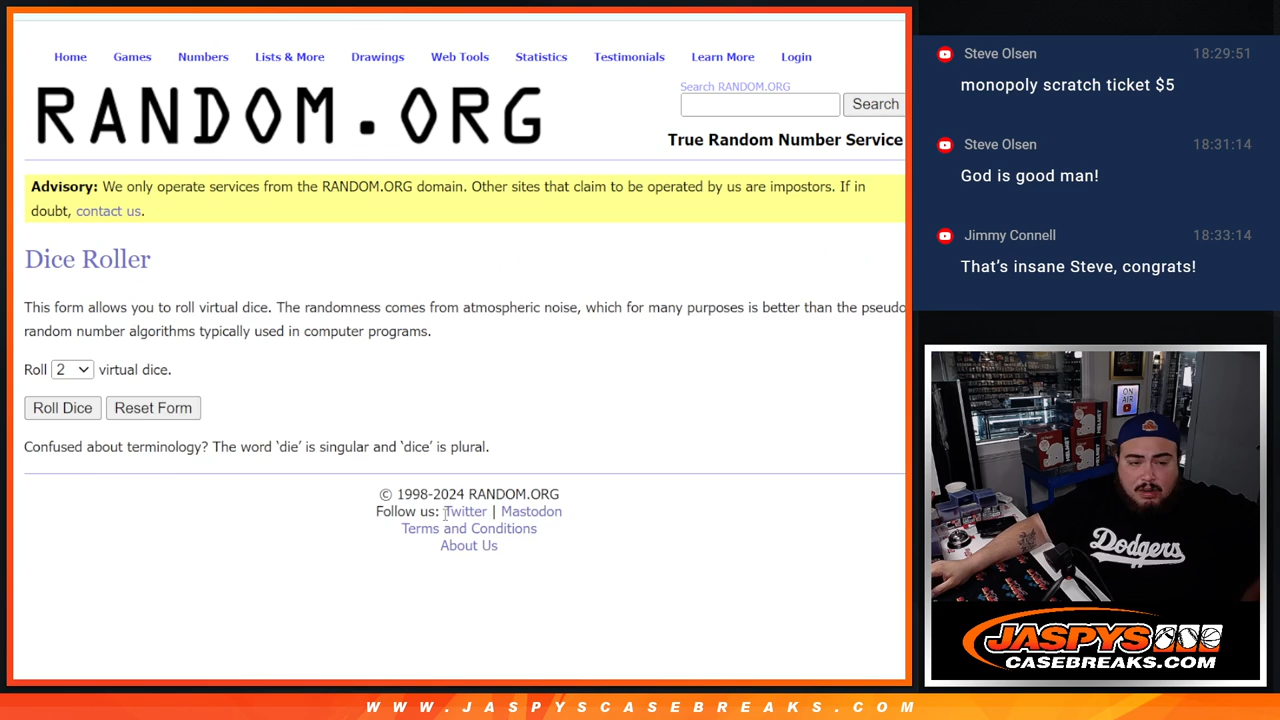 Home Games Numbers Lists & More Drawings Web Tools Statistics Testimonials Learn More Login
RANDOM.ORG
Search RANDOM.ORG
Search
True Random Number Service
Advisory: We only operate services from the RANDOM.ORG domain. Other sites that claim to be operated by us are impostors. If in
doubt, contact us.
Dice Roller
This form allows you to roll virtual dice. The randomness comes from atmospheric noise, which for many purposes is better than the pseudo
random number algorithms typically used in computer programs.
Roll 2 virtual dice.
Roll Dice Reset Form
Confused about terminology? The word ‘die’ is singular and ‘dice’ is plural.
© 1998-2024 RANDOM.ORG
Follow us: Twitter | Mastodon
Terms and Conditions
About Us
Steve Olsen 18:29:51
monopoly scratch ticket $5
Steve Olsen 18:31:14
God is good man!
Jimmy Connell 18:33:14
That’s insane Steve, congrats!
ON
AIR
HELMET
HELMET
Dodgers
JASPYS
CASEBREAKS.COM
WWW.JASPYSCASEBREAKS.COM